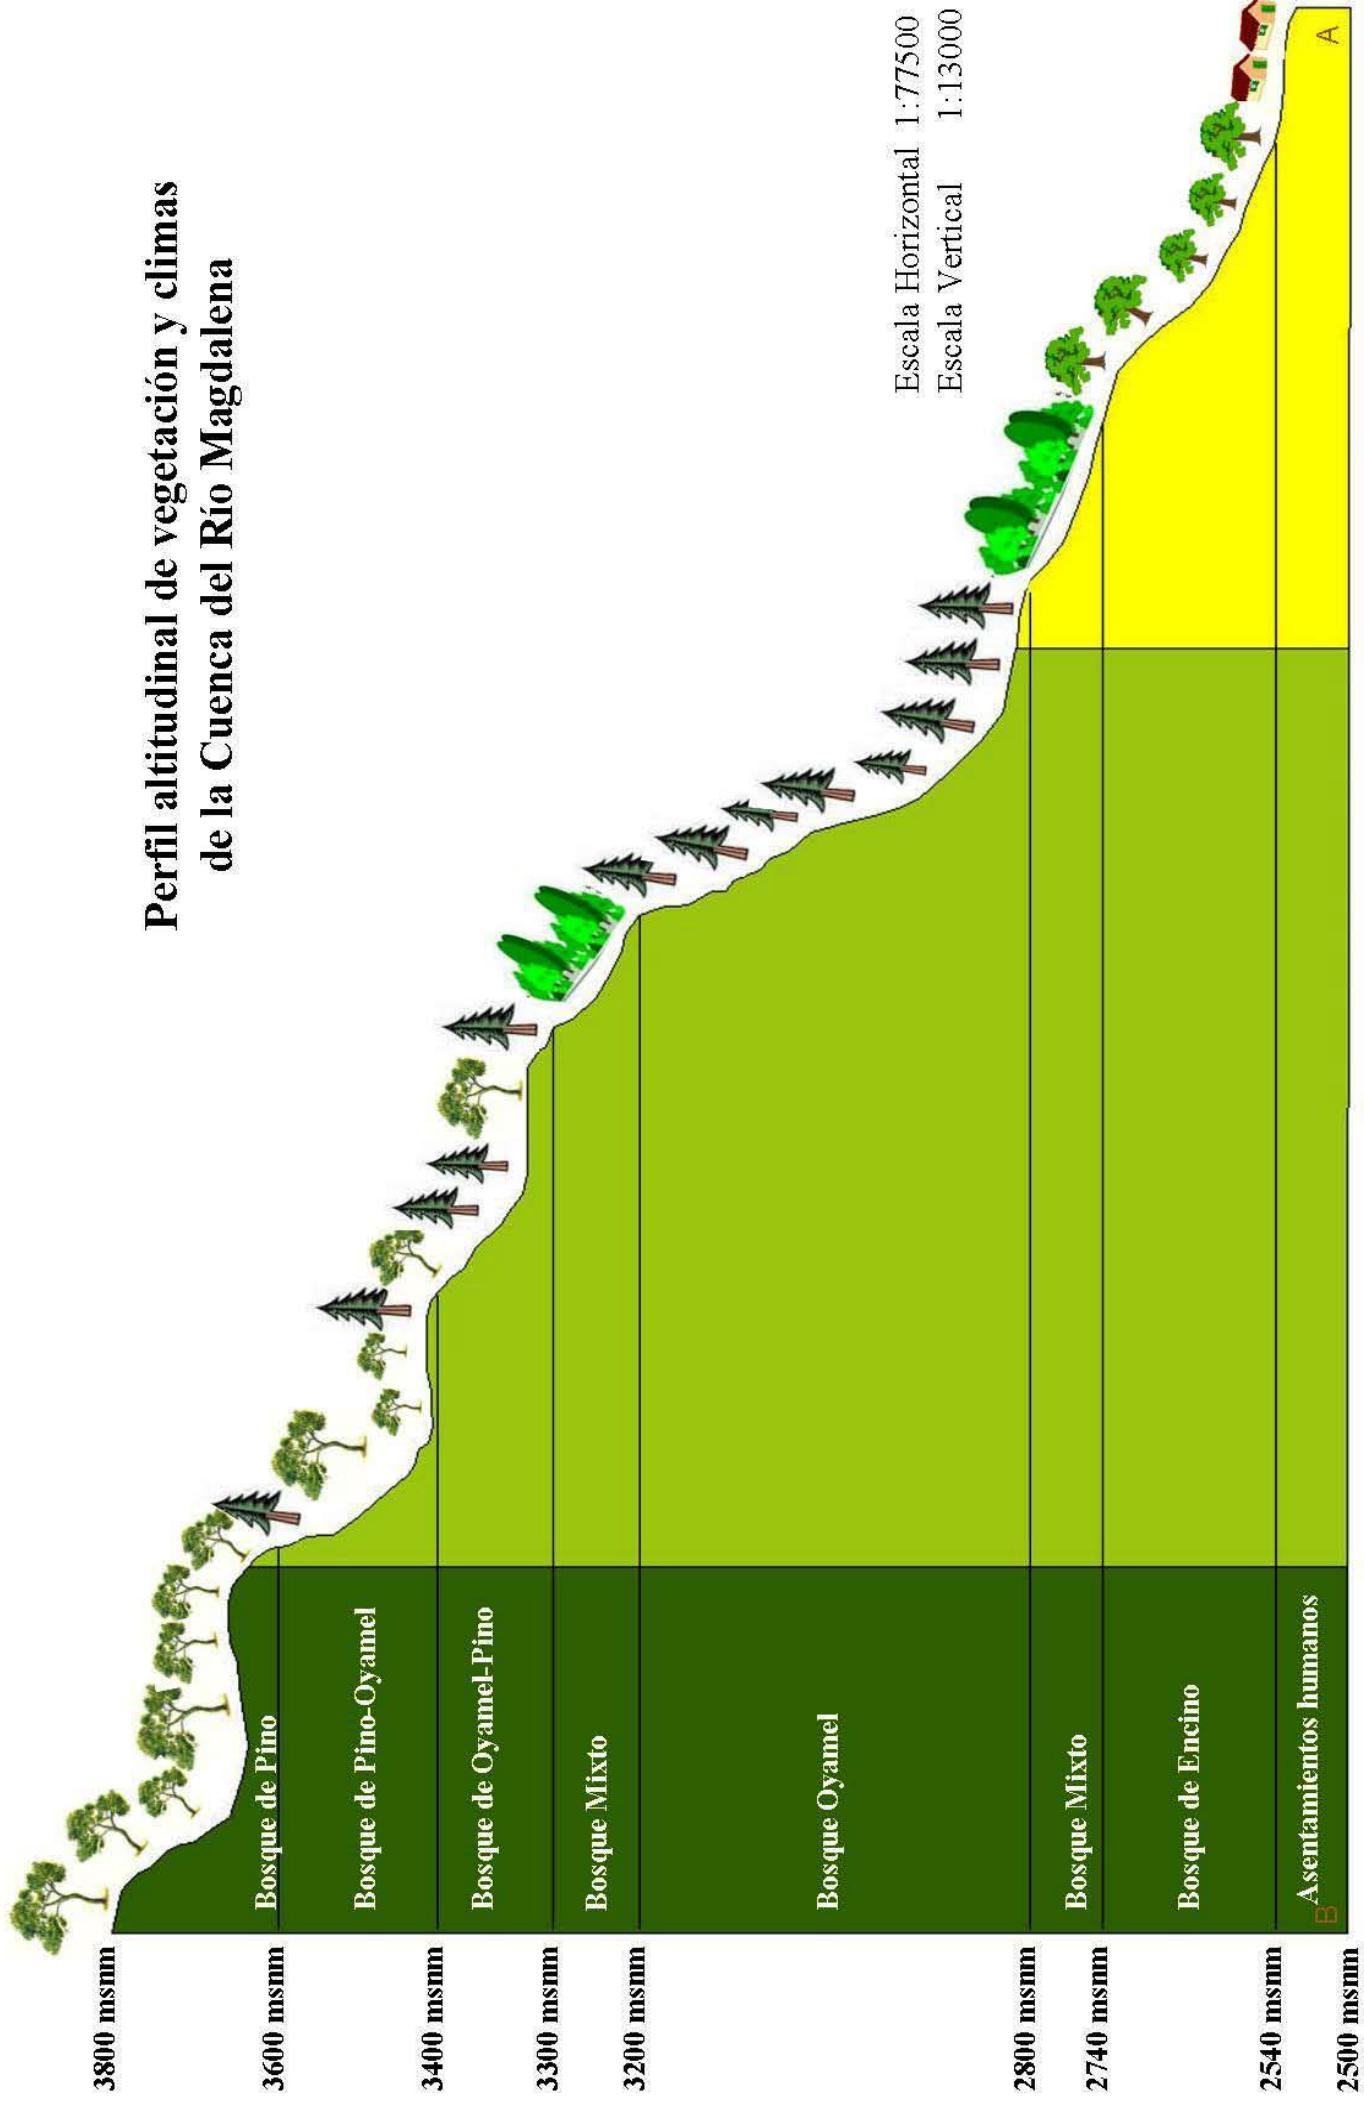 Perfil altitudinal de vegetación y climas
de la Cuenca del Río Magdalena
3800 msnm
Bosque de Pino
3600 msnm
Bosque de Pino-Oyamel
3400 msnm
Bosque de Oyamel-Pino
3300 msnm
Bosque Mixto
3200 msnm
Bosque Oyamel
Escala Horizontal 1:77500
Escala Vertical 1:13000
2800 msnm
Bosque Mixto
2740 msnm
Bosque de Encino
2540 msnm
Asentamientos humanos
B
A
2500 msnm